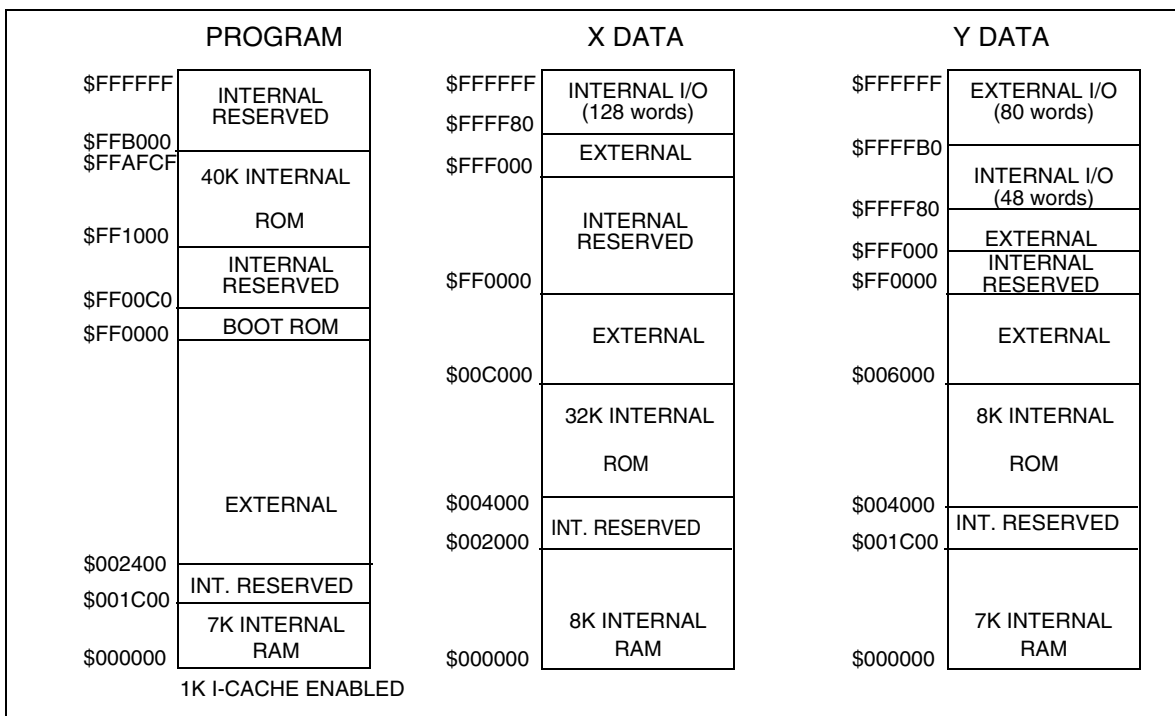 PROGRAM
$FFFFFF
INTERNAL
RESERVED
$FFB000
$FFAFCF
40K INTERNAL
ROM
$FF1000
INTERNAL
RESERVED
$FF00C0
BOOT ROM
$FF0000
EXTERNAL
$002400
INT. RESERVED
$001C00
7K INTERNAL
RAM
$000000
1K I-CACHE ENABLED
X DATA
$FFFFFF
INTERNAL I/O
(128 words)
$FFFF80
EXTERNAL
$FFF000
INTERNAL
RESERVED
$FF0000
EXTERNAL
$00C000
32K INTERNAL
ROM
$004000
INT. RESERVED
$002000
8K INTERNAL
RAM
$000000
Y DATA
$FFFFFF
EXTERNAL I/O
(80 words)
$FFFFB0
INTERNAL I/O
(48 words)
$FFFF80
EXTERNAL
$FFF000
INTERNAL
RESERVED
$FF0000
EXTERNAL
$006000
8K INTERNAL
ROM
$004000
INT. RESERVED
$001C00
7K INTERNAL
RAM
$000000